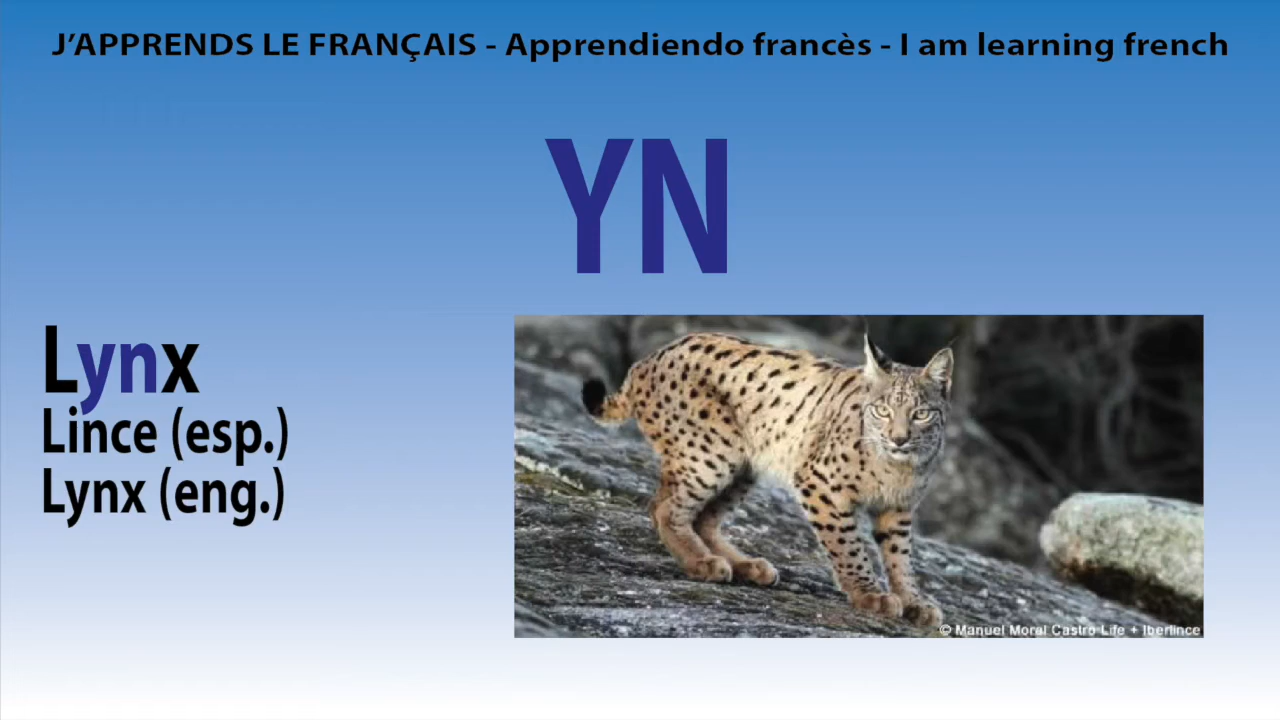 J’APPRENDS LE FRANÇAIS - Apprendiendo francès - I am learning french
YN
Lynx
Lince (esp.)
Lynx (eng.)
© Manuel Moral Castro Life + Iberlince